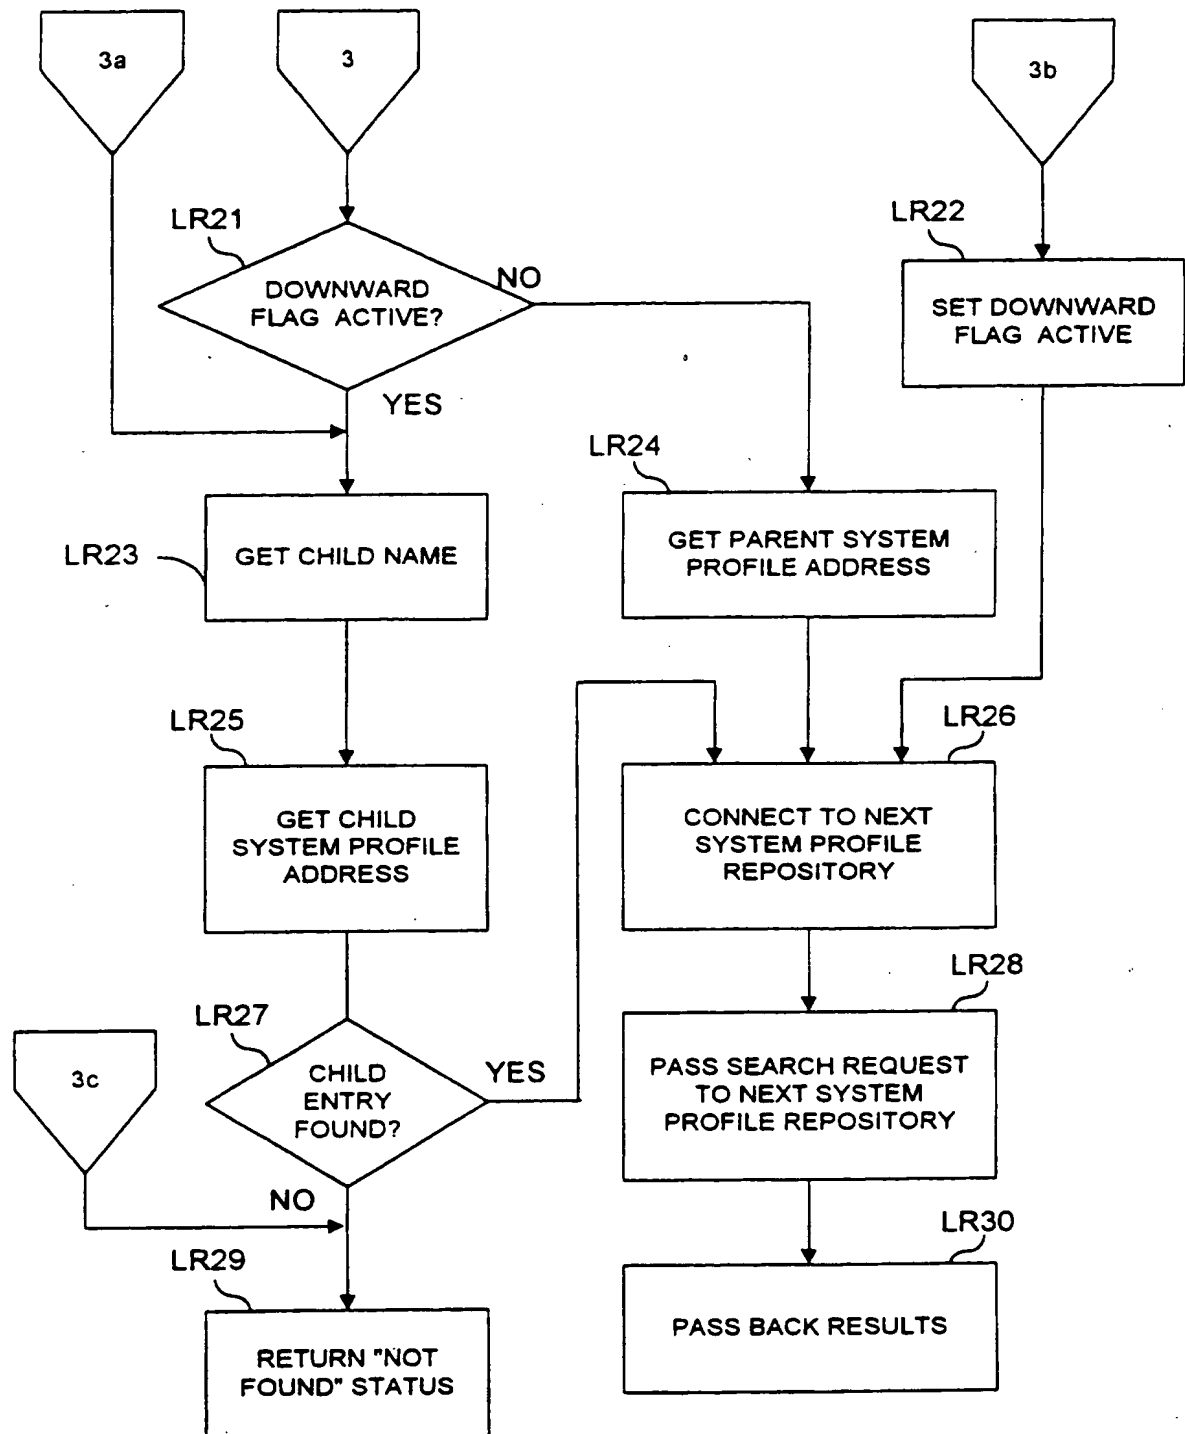 3a
3
3b
LR21
LR22
DOWNWARD
FLAG ACTIVE?
NO
YES
SET DOWNWARD
FLAG ACTIVE
LR24
LR23
GET CHILD NAME
GET PARENT SYSTEM
PROFILE ADDRESS
LR25
LR26
GET CHILD
SYSTEM PROFILE
ADDRESS
CONNECT TO NEXT
SYSTEM PROFILE
REPOSITORY
LR28
LR27
3c
CHILD
ENTRY
FOUND?
YES
NO
PASS SEARCH REQUEST
TO NEXT SYSTEM
PROFILE REPOSITORY
LR30
LR29
RETURN "NOT
FOUND" STATUS
PASS BACK RESULTS